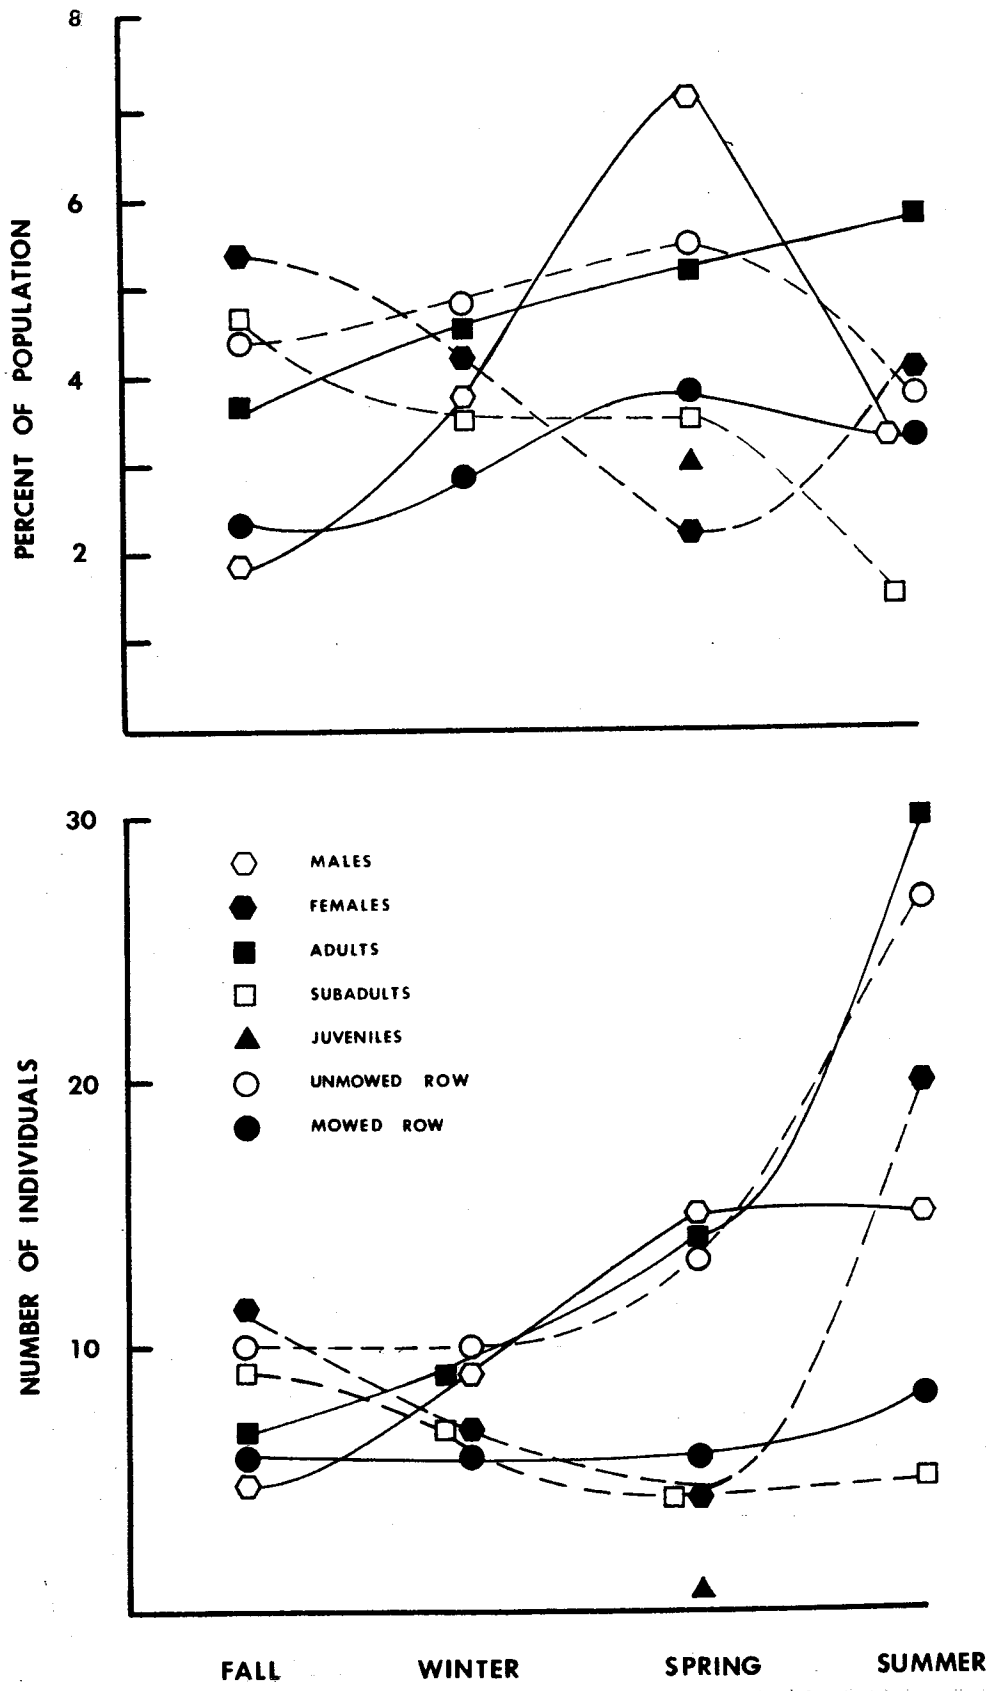 8
6
4
2
PERCENT OF POPULATION
30
20
10
NUMBER OF INDIVIDUALS
MALES
FEMALES
ADULTS
SUBADULTS
JUVENILES
UNMOWED ROW
MOWED ROW
FALL WINTER SPRING SUMMER